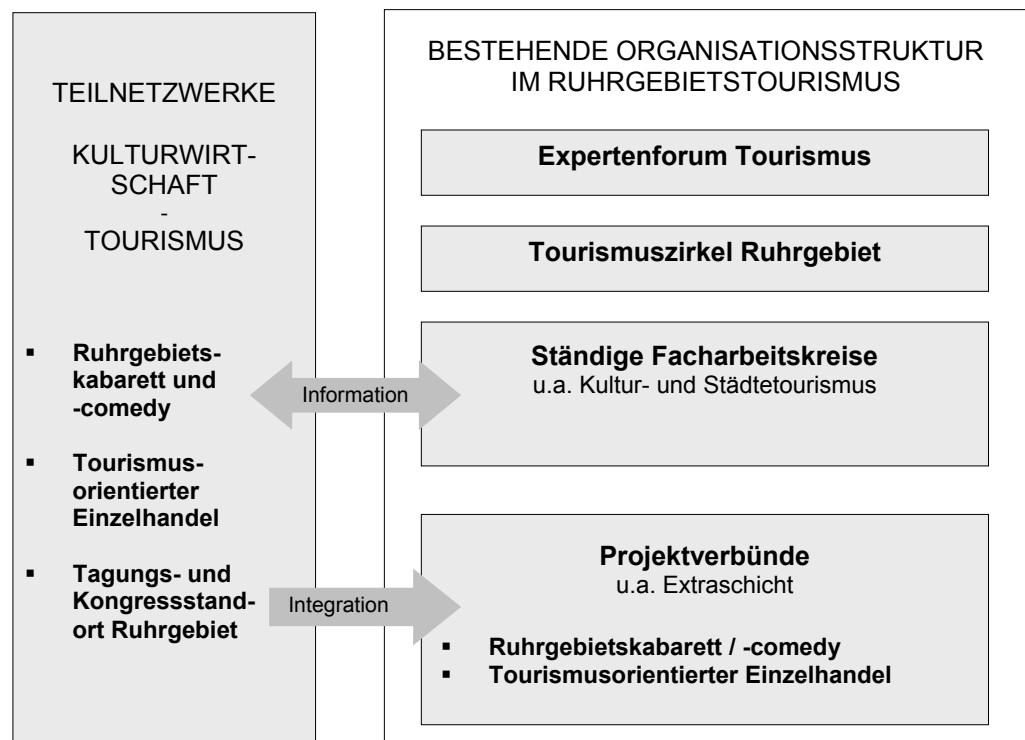 TEILNETZWERKE
KULTURWIRT-
SCHAFT
-
TOURISMUS
▪ Ruhrgebiets-
kabarett und
-comedy
▪ Tourismus-
orientierter
Einzelhandel
▪ Tagungs- und
Kongressstand-
ort Ruhrgebiet
Information
Integration
BESTEHENDE ORGANISATIONSSTRUKTUR
IM RUHRGEBIETSTOURISMUS
Expertenforum Tourismus
Tourismuszirkel Ruhrgebiet
Ständige Facharbeitskreise
u.a. Kultur- und Städtetourismus
Projektverbünde
u.a. Extraschicht
▪ Ruhrgebietskabarett / -comedy
▪ Tourismusorientierter Einzelhandel